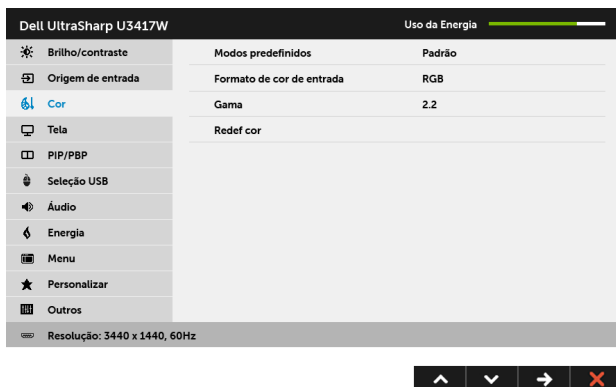 Dell UltraSharp U3417W
Uso da Energia
Brilho/contraste
Modos predefinidos
Padrão
Origem de entrada
Formato de cor de entrada
RGB
Cor
Gama
2.2
Tela
Redef cor
PIP/PBP
Seleção USB
Áudio
Energia
Menu
Personalizar
Outros
Resolução: 3440 x 1440, 60Hz